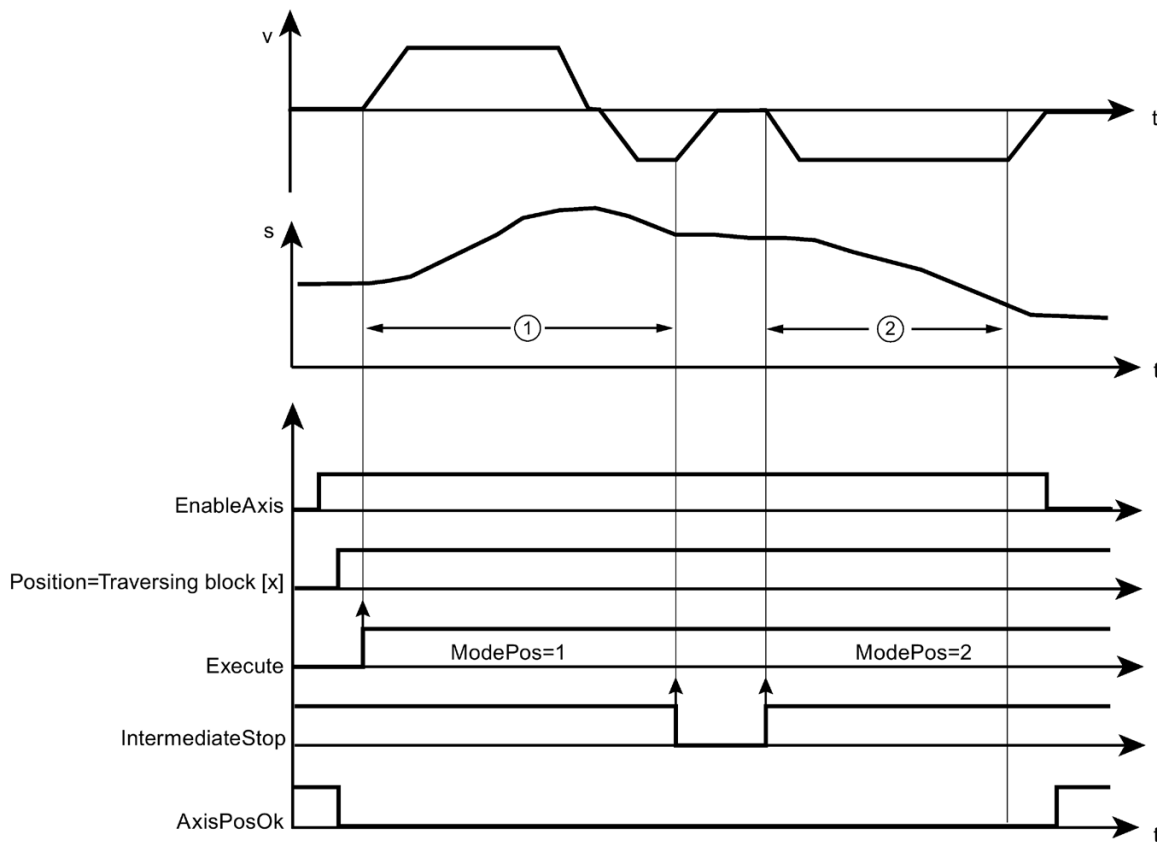 v
t
s
1
2
t
EnableAxis
Position=Traversing block [x]
ModePos=1 ModePos=2
Execute
IntermediateStop
AxisPosOk
t